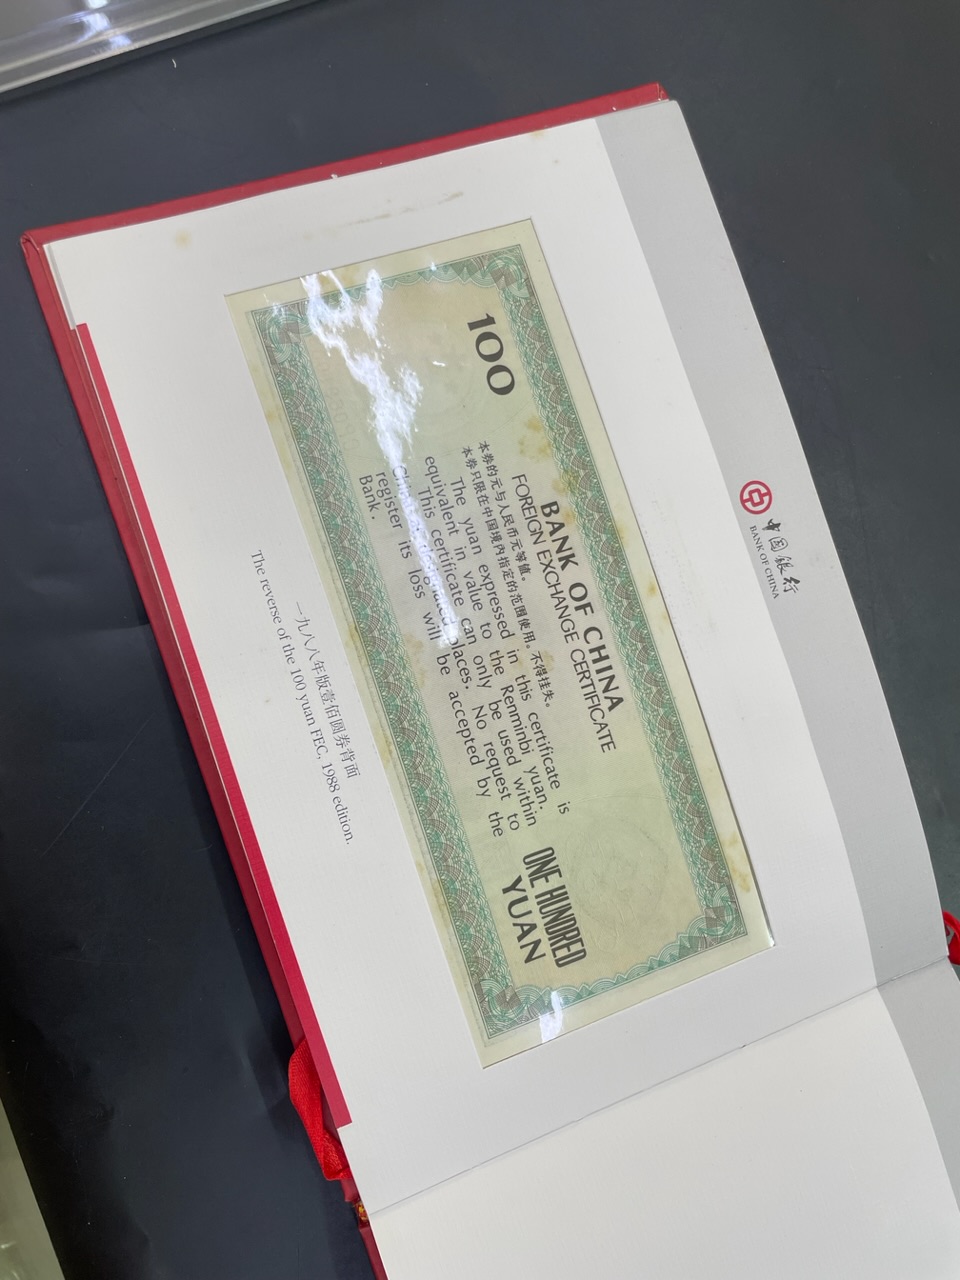 中国银行
BANK OF CHINA
100
BANK OF CHINA
FOREIGN EXCHANGE CERTIFICATE
本券的元与人民币元等值。
本券只限在中国境内指定的范围使用。不得挂失。
The yuan expressed in this certificate is
equivalent in value to the Renminbi yuan.
This certificate can only be used within
China at designated places. No request to
register its loss will be accepted by the
Bank.
ONE HUNDRED
YUAN
一九八八年版壹佰圆券背面
The reverse of the 100 yuan FEC, 1988 edition.